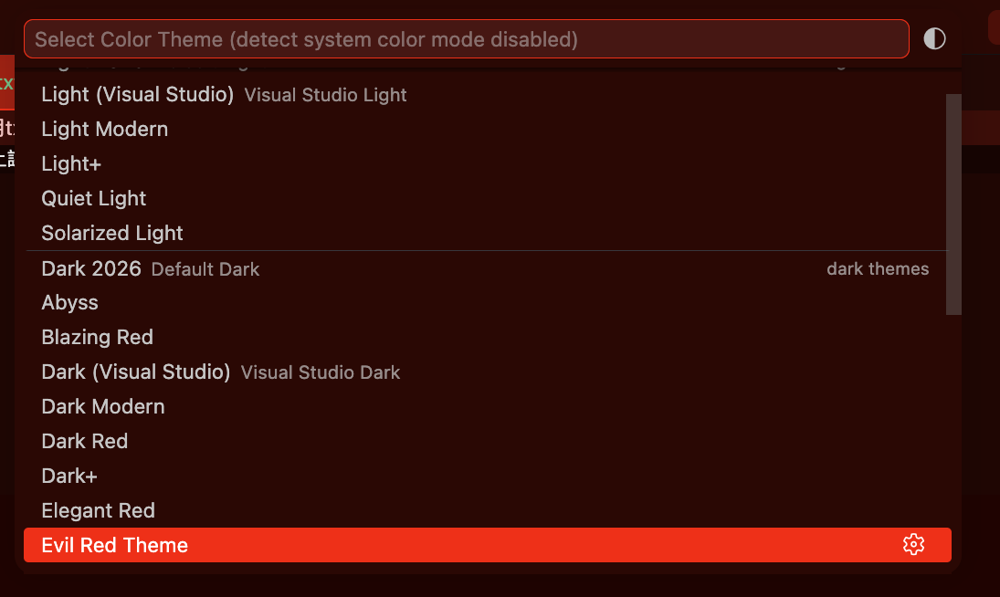 Select Color Theme (detect system color mode disabled)
Light (Visual Studio) Visual Studio Light
Light Modern
Light+
Quiet Light
Solarized Light
Dark 2026 Default Dark dark themes
Abyss
Blazing Red
Dark (Visual Studio) Visual Studio Dark
Dark Modern
Dark Red
Dark+
Elegant Red
Evil Red Theme